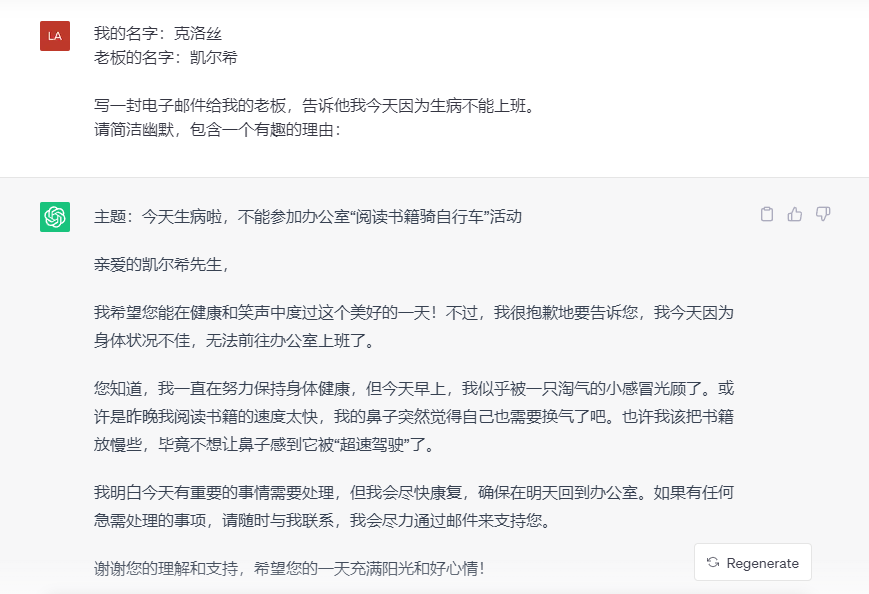 LA
我的名字：克洛丝
老板的名字：凯尔希
写一封电子邮件给我的老板，告诉他我今天因为生病不能上班。
请简洁幽默，包含一个有趣的理由：
主题：今天生病啦，不能参加办公室“阅读书籍骑自行车”活动
亲爱的凯尔希先生，
我希望您能在健康和笑声中度过这个美好的一天！不过，我很抱歉地要告诉您，我今天因为
身体状况不佳，无法前往办公室上班了。
您知道，我一直在努力保持身体健康，但今天早上，我似乎被一只淘气的小感冒光顾了。或
许是昨晚我阅读书籍的速度太快，我的鼻子突然觉得自己也需要换气了吧。也许我该把书籍
放慢些，毕竟不想让鼻子感到它被“超速驾驶”了。
我明白今天有重要的事情需要处理，但我会尽快康复，确保在明天回到办公室。如果有任何
急需处理的事项，请随时与我联系，我会尽力通过邮件来支持您。
谢谢您的理解和支持，希望您的一天充满阳光和好心情！
Regenerate